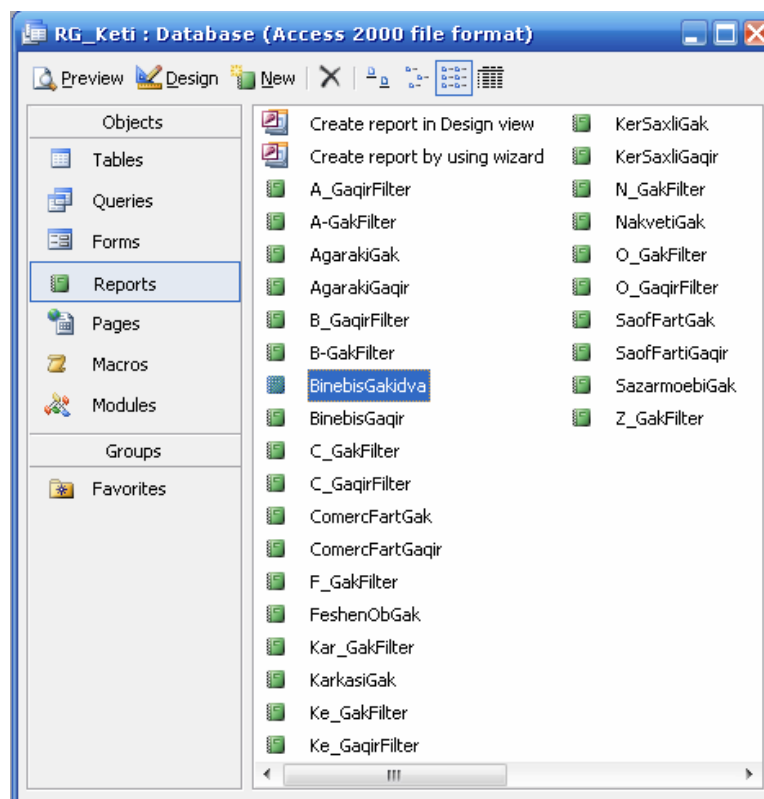 RG_Keti : Database (Access 2000 file format)
Preview Design New
Objects
Tables
Queries
Forms
Reports
Pages
Macros
Modules
Groups
Favorites
Create report in Design view
Create report by using wizard
A_GaqirFilter
A-GakFilter
AgarakiGak
AgarakiGaqir
B_GaqirFilter
B-GakFilter
BinebisGakidva
BinebisGaqir
C_GakFilter
C_GaqirFilter
ComercFartGak
ComercFartGaqir
F_GakFilter
FeshenObGak
Kar_GakFilter
KarkasiGak
Ke_GakFilter
Ke_GaqirFilter
KerSaxliGak
KerSaxliGaqir
N_GakFilter
NakvetiGak
O_GakFilter
O_GaqirFilter
SaofFartGak
SaofFartiGaqir
SazarmoebiGak
Z_GakFilter